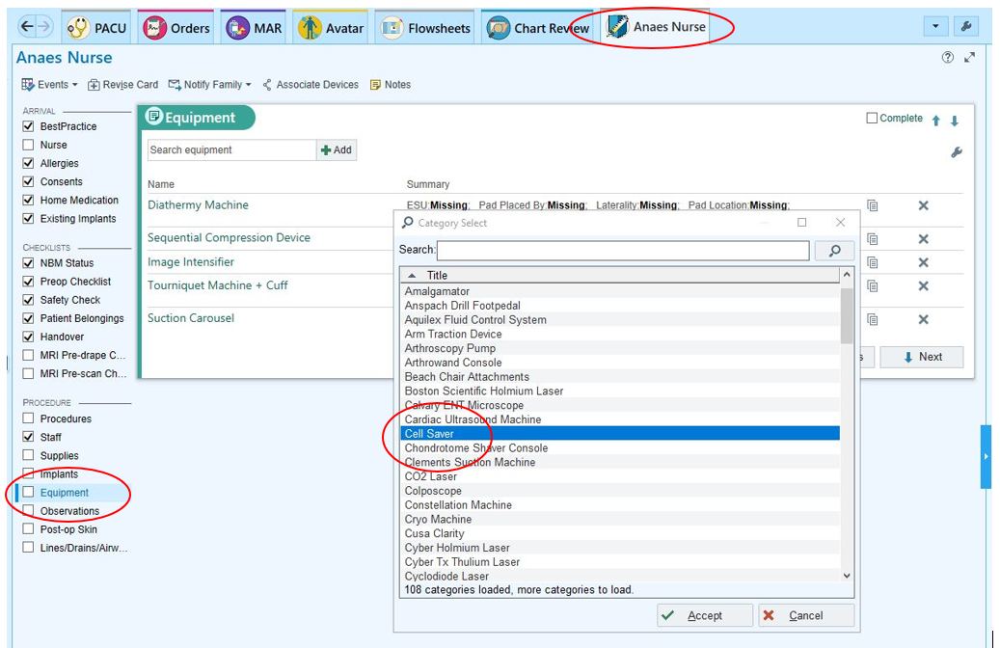 PACU Orders MAR Avatar Flowsheets Chart Review Anaes Nurse
Anaes Nurse
Events Revise Card Notify Family Associate Devices Notes
ARRIVAL
BestPractice
Nurse
Allergies
Consents
Home Medication
Existing Implants
CHECKLISTS
NBM Status
Preop Checklist
Safety Check
Patient Belongings
Handover
MRI Pre-drape C...
MRI Pre-scan Ch...
PROCEDURE
Procedures
Staff
Supplies
Implants
Equipment
Observations
Post-op Skin
Lines/Drains/Airw...
Equipment
Complete
Search equipment Add
Name Summary
Diathermy Machine ESU:Missing; Pad Placed By:Missing; Laterality:Missing; Pad Location:Missing;
Sequential Compression Device
Image Intensifier
Tourniquet Machine + Cuff
Suction Carousel
s Next
Category Select
Search:
Title
Amalgamator
Anspach Drill Footpedal
Aquilex Fluid Control System
Arm Traction Device
Arthroscopy Pump
Arthrowand Console
Beach Chair Attachments
Boston Scientific Holmium Laser
Calvary ENT Microscope
Cardiac Ultrasound Machine
Cell Saver
Chondrotome Shaver Console
Clements Suction Machine
CO2 Laser
Colposcope
Constellation Machine
Cryo Machine
Cusa Clarity
Cyber Holmium Laser
Cyber Tx Thulium Laser
Cyclodiode Laser
108 categories loaded, more categories to load.
Accept Cancel